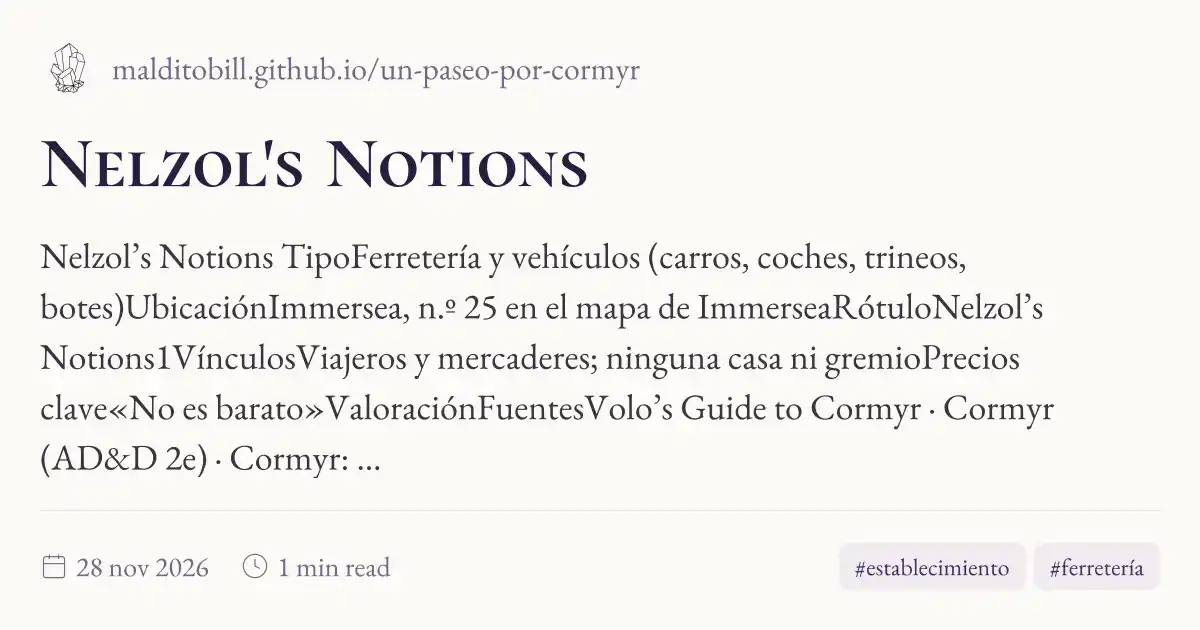 malditobill.github.io/un-paseo-por-cormyr
Nelzol's Notions
Nelzol’s Notions TipoFerretería y vehículos (carros, coches, trineos,
botes)UbicaciónImmersea, n.º 25 en el mapa de ImmerseaRótuloNelzol’s
Notions1VínculosViajeros y mercaderes; ninguna casa ni gremioPrecios
clave«No es barato»ValoraciónFuentesVolo’s Guide to Cormyr · Cormyr
(AD&D 2e) · Cormyr: ...
28 nov 2026 1 min read #establecimiento #ferretería